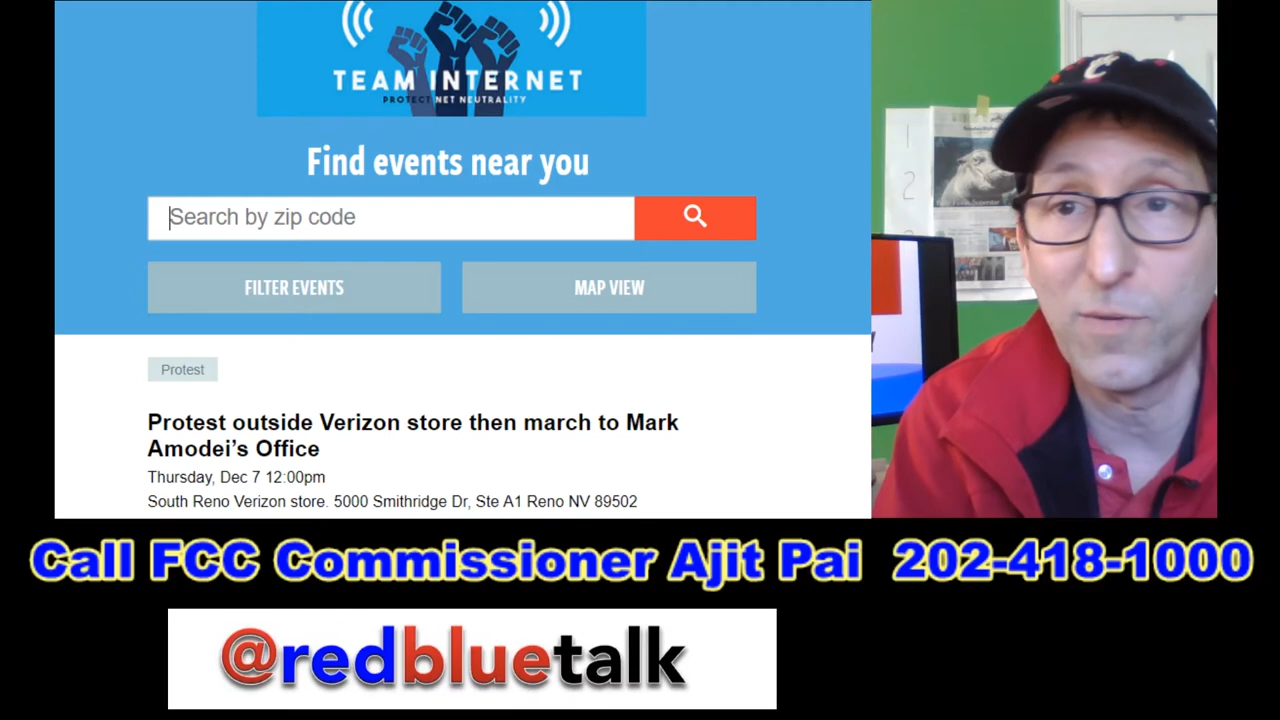 TEAM INTERNET
PROTECT NET NEUTRALITY
Find events near you
Search by zip code
FILTER EVENTS
MAP VIEW
Protest
Protest outside Verizon store then march to Mark
Amodei’s Office
Thursday, Dec 7 12:00pm
South Reno Verizon store. 5000 Smithridge Dr, Ste A1 Reno NV 89502
C
1
2
Call FCC Commissioner Ajit Pai 202-418-1000
@redbluetalk